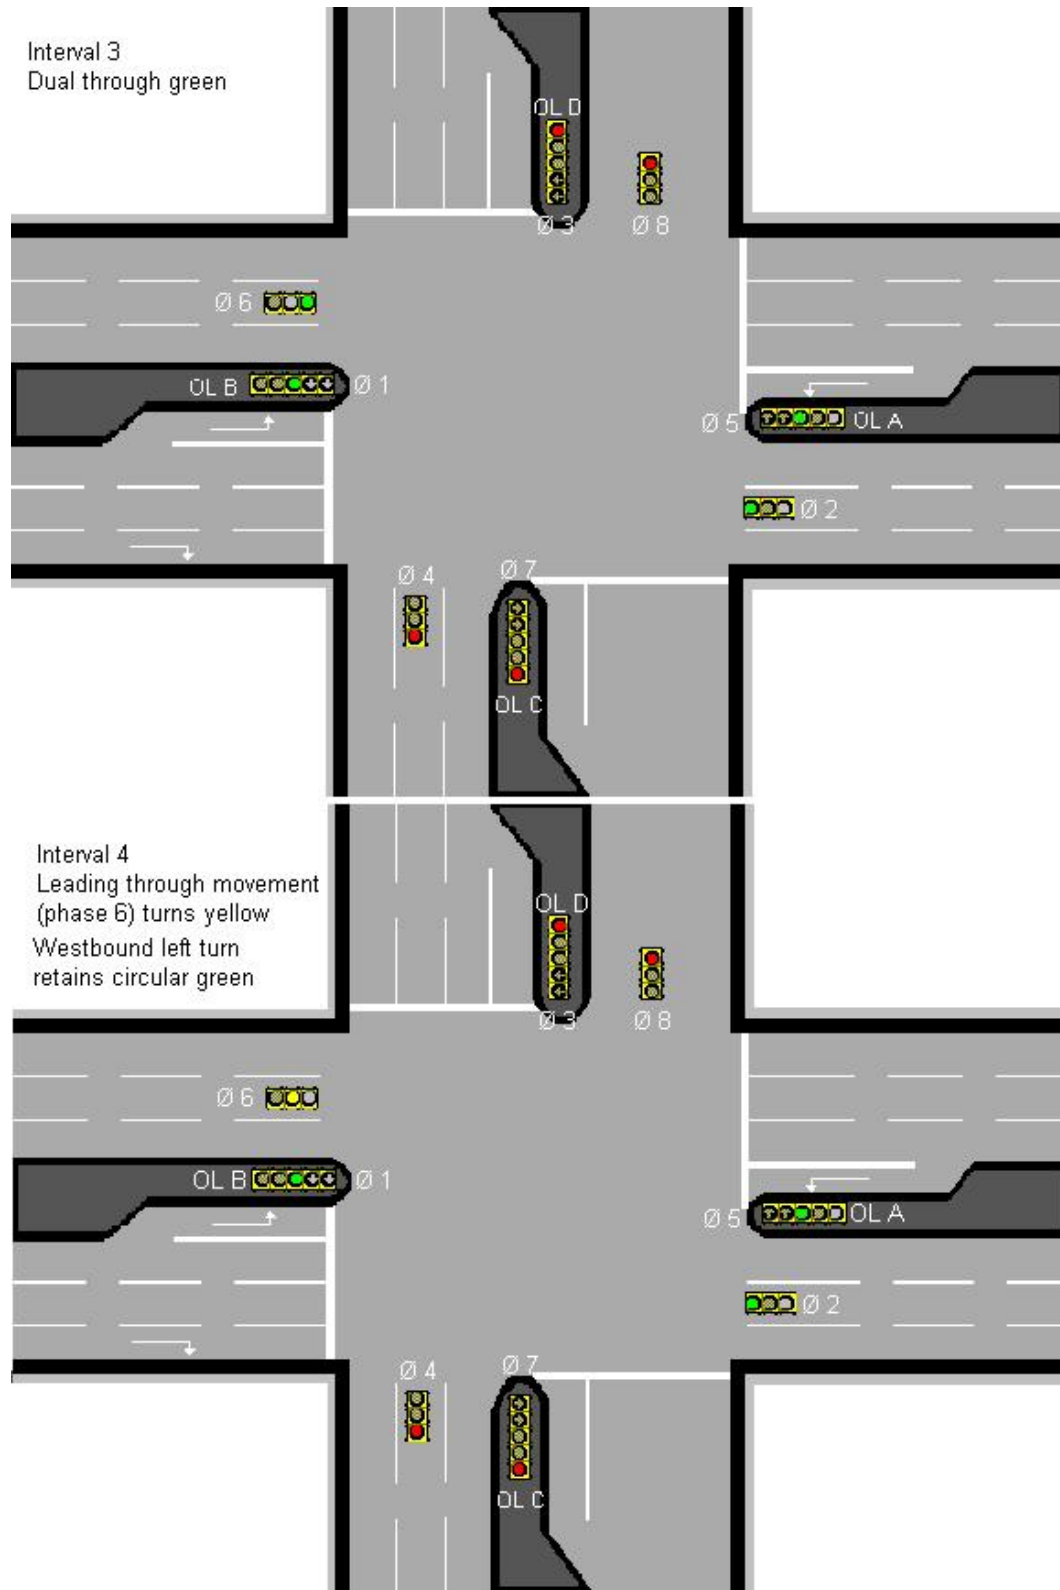 Interval 3
Dual through green
OL D
Ø 3
Ø 8
Ø 6
OL B
Ø 1
Ø 5
OL A
Ø 2
Ø 4
Ø 7
OL C
Interval 4
Leading through movement
(phase 6) turns yellow
Westbound left turn
retains circular green
OL D
Ø 3
Ø 8
Ø 6
OL B
Ø 1
Ø 5
OL A
Ø 2
Ø 4
Ø 7
OL C